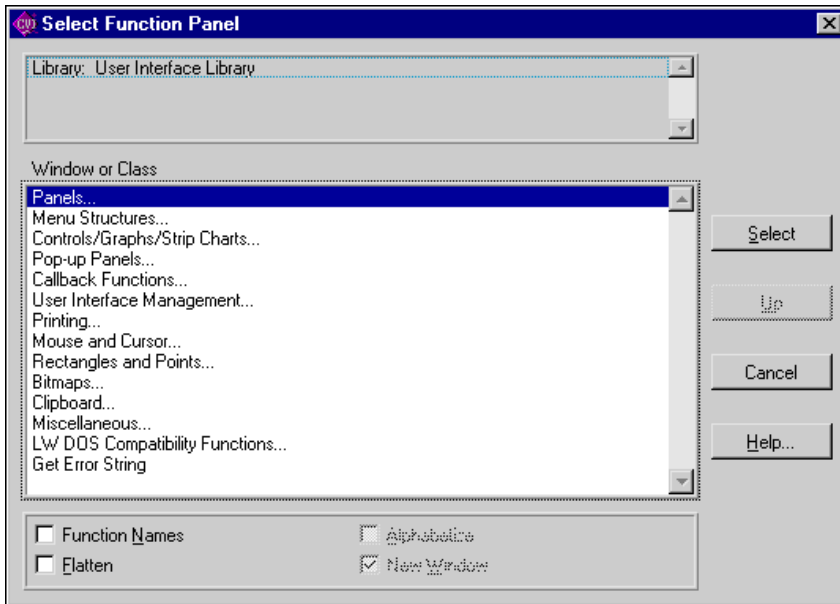 CVI Select Function Panel
Library: User Interface Library
Window or Class
Panels...
Menu Structures...
Controls/Graphs/Strip Charts...
Pop-up Panels...
Callback Functions...
User Interface Management...
Printing...
Mouse and Cursor...
Rectangles and Points...
Bitmaps...
Clipboard...
Miscellaneous...
LW DOS Compatibility Functions...
Get Error String
Select
Up
Cancel
Help...
Function Names
Alphabetize
Flatten
New Window